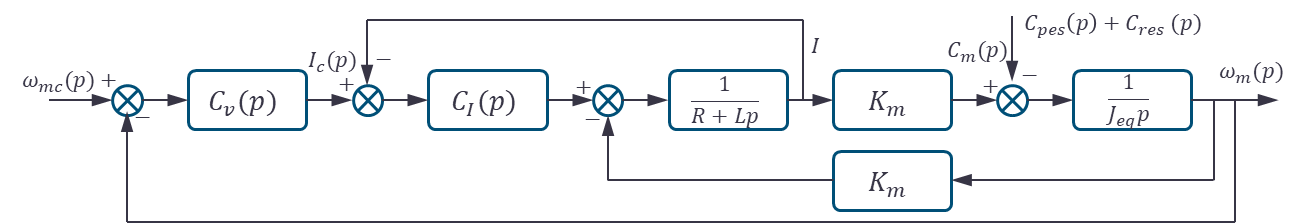 C_pes(p) + C_res (p)
I
C_m(p)
I_c(p)
ω_mc(p) +
−
+
−
+
−
+
−
ω_m(p)
C_v(p)
C_I(p)
1
R + Lp
K_m
1
J_eq p
K_m